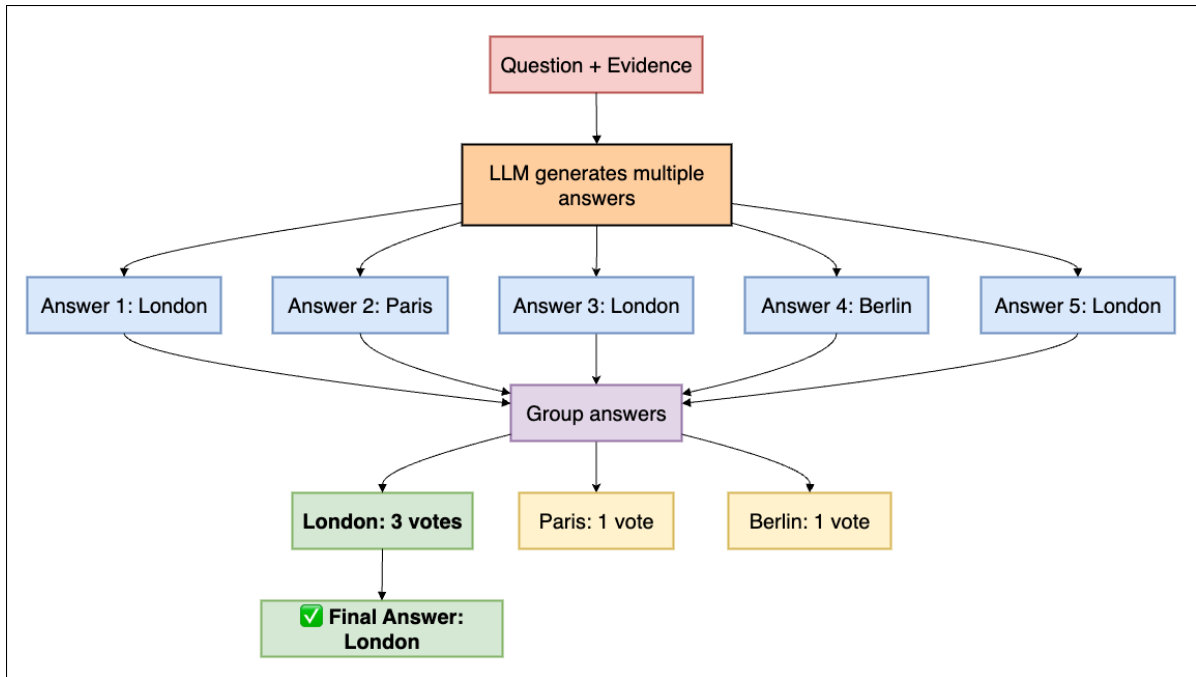 Question + Evidence
LLM generates multiple
answers
Answer 1: London
Answer 2: Paris
Answer 3: London
Answer 4: Berlin
Answer 5: London
Group answers
London: 3 votes
Paris: 1 vote
Berlin: 1 vote
✅ Final Answer:
London